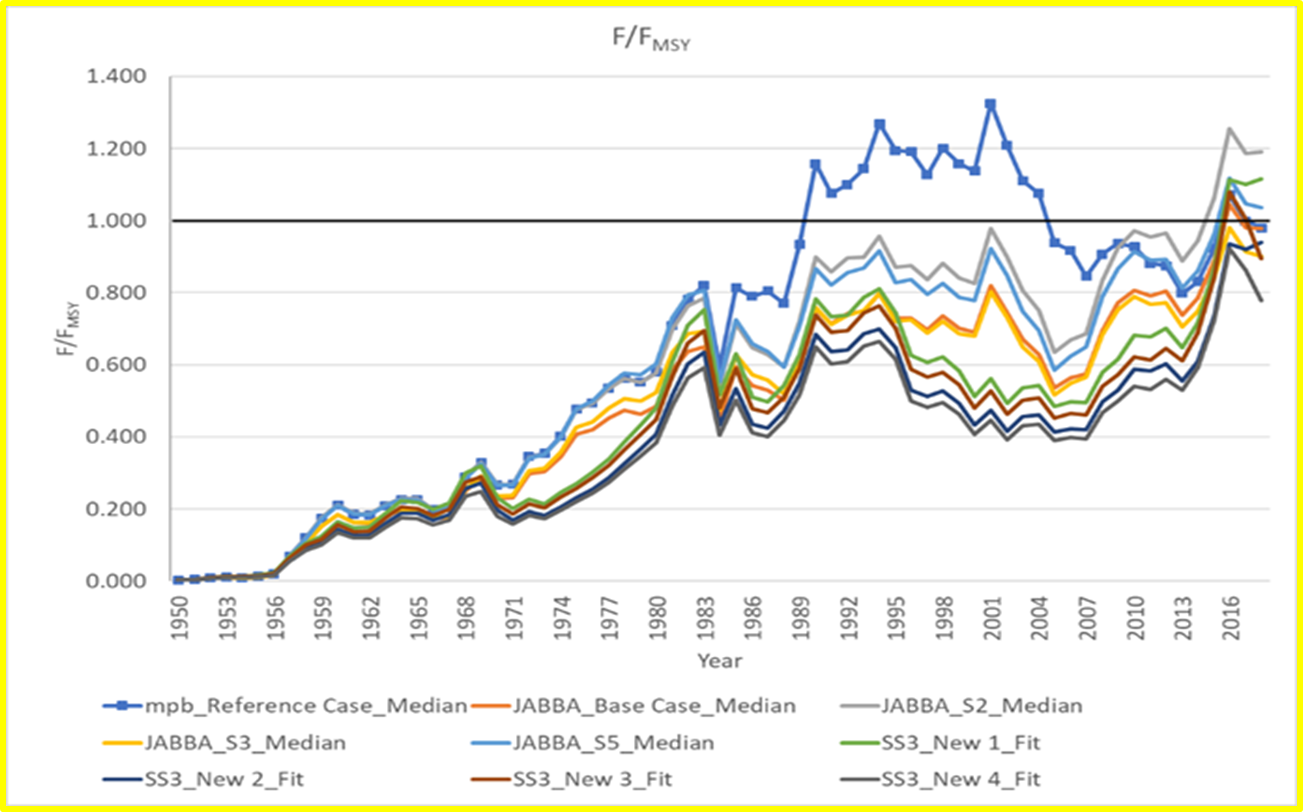 F/FMSY
1.400
1.200
1.000
0.800
0.600
0.400
0.200
0.000
F/FMSY
1950
1953
1956
1959
1962
1965
1968
1971
1974
1977
1980
1983
1986
1989
1992
1995
1998
2001
2004
2007
2010
2013
2016
Year
mpb_Reference Case_Median
JABBA_Base Case_Median
JABBA_S2_Median
JABBA_S3_Median
JABBA_S5_Median
SS3_New 1_Fit
SS3_New 2_Fit
SS3_New 3_Fit
SS3_New 4_Fit